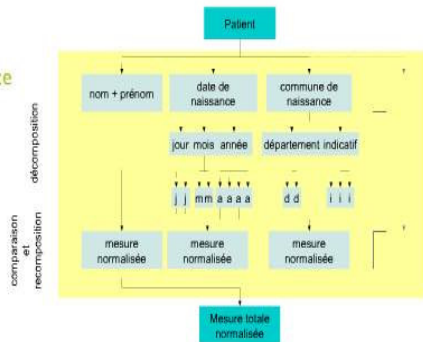 Patient
nom + prénom
date de
naissance
commune de
naissance
décomposition
jour mois année
département indicatif
j j m m a a a a
d d
i i i
comparaison
et
recomposition
mesure
normalisée
mesure
normalisée
mesure
normalisée
Mesure totale
normalisée